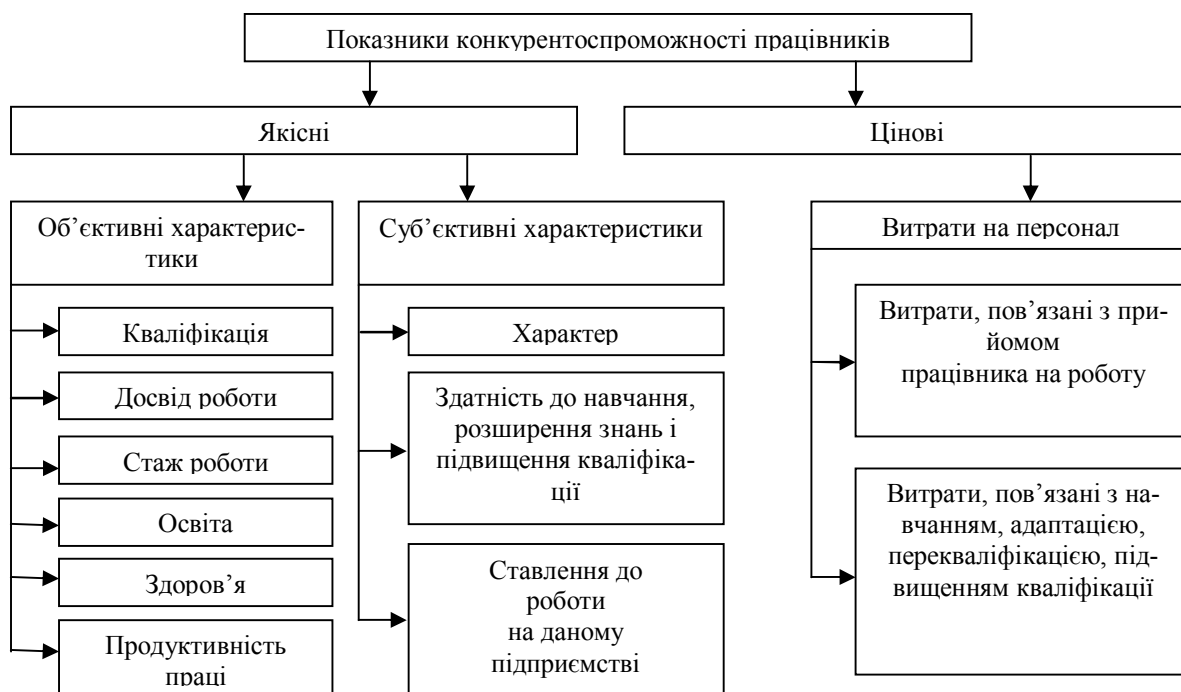 Показники конкурентоспроможності працівників
Якісні
Цінові
Об’єктивні характерис-
тики
Суб’єктивні характеристики
Витрати на персонал
Кваліфікація
Досвід роботи
Стаж роботи
Освіта
Здоров’я
Продуктивність
праці
Характер
Здатність до навчання,
розширення знань і
підвищення кваліфіка-
ції
Ставлення до
роботи
на даному
підприємстві
Витрати, пов’язані з при-
йомом
працівника на роботу
Витрати, пов’язані з на-
вчанням, адаптацією,
перекваліфікацією, під-
вищенням кваліфікації